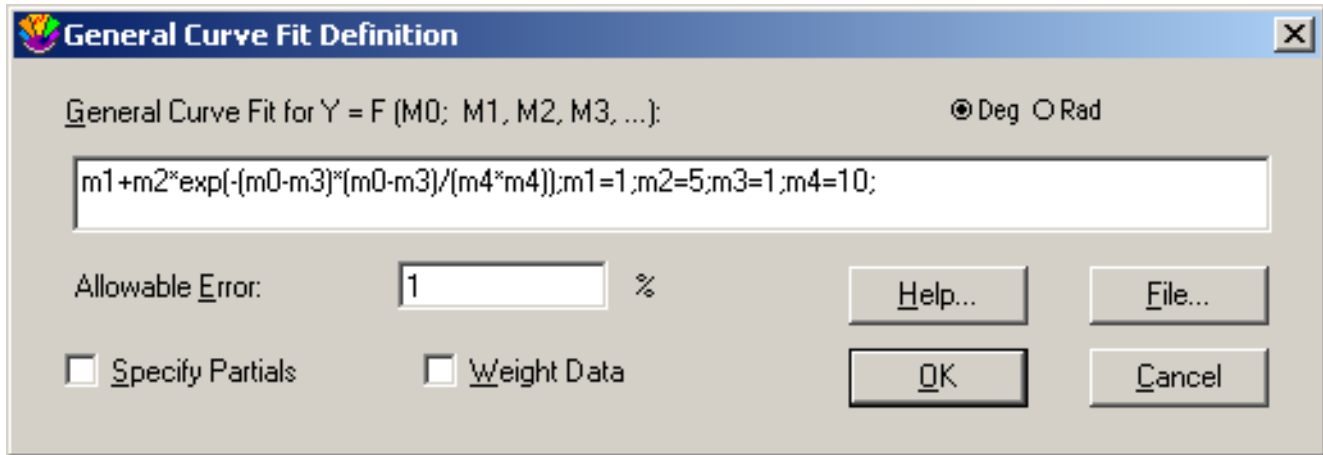 General Curve Fit Definition
General Curve Fit for Y = F (M0;  M1, M2, M3, ...):
Deg Rad
m1+m2*exp(-(m0-m3)*(m0-m3)/(m4*m4));m1=1;m2=5;m3=1;m4=10;
Allowable Error: 1 %
Help... File...
Specify Partials Weight Data
OK Cancel